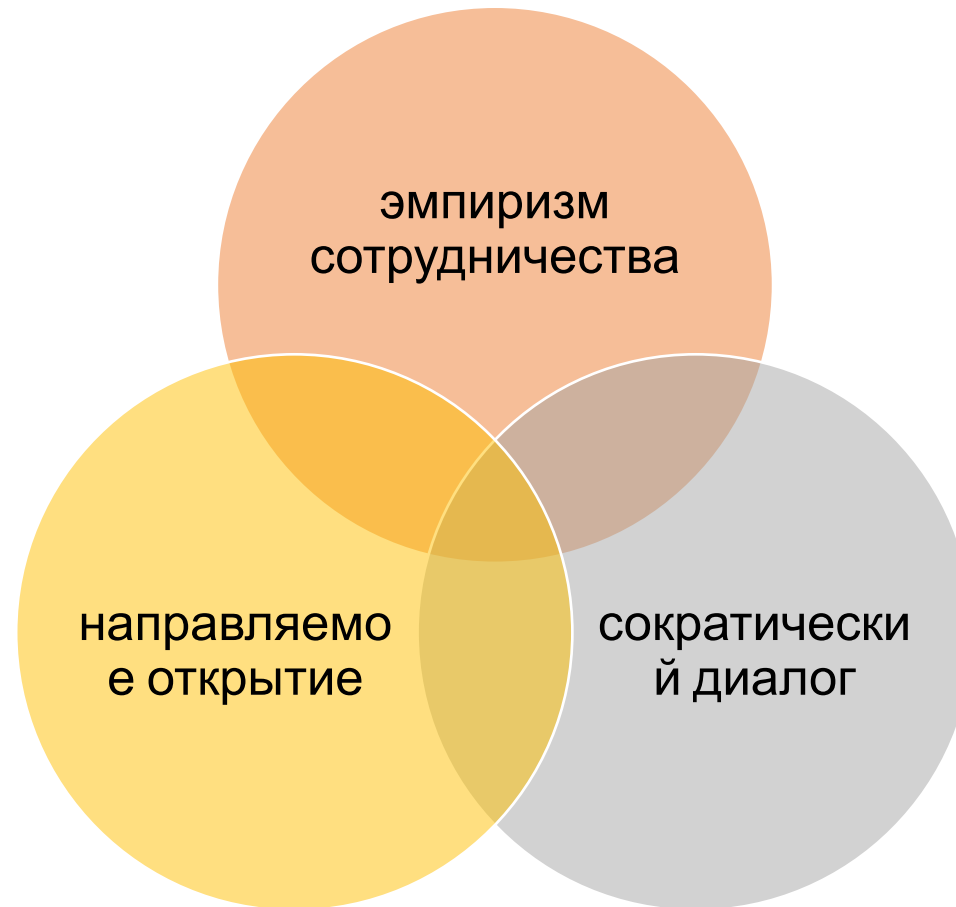 эмпиризм
сотрудничества
направляемо
е открытие
сократически
й диалог